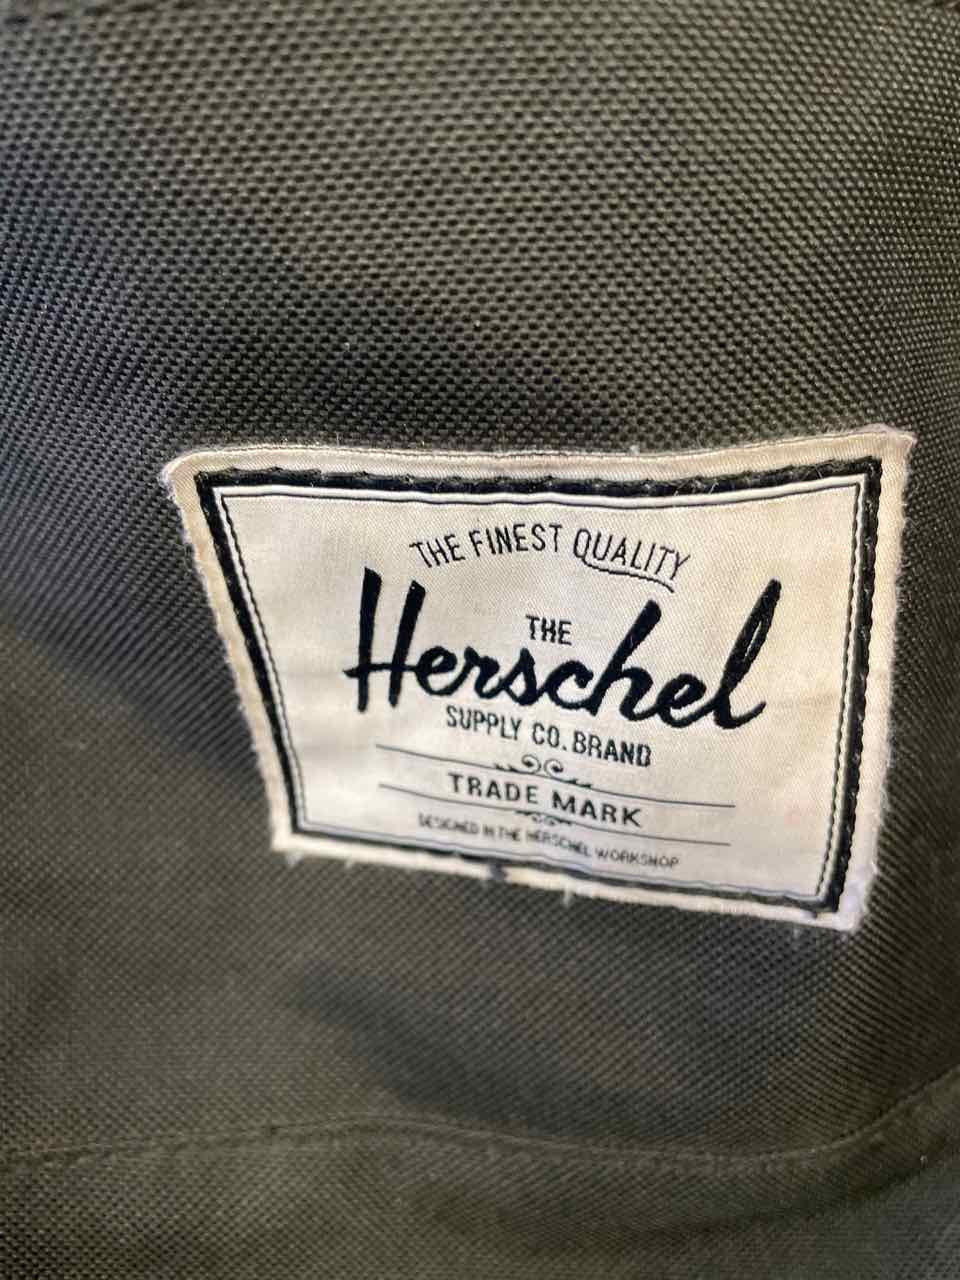 THE FINEST QUALITY
THE
Herschel
SUPPLY CO. BRAND
TRADE MARK
DESIGNED IN THE HERSCHEL WORKSHOP